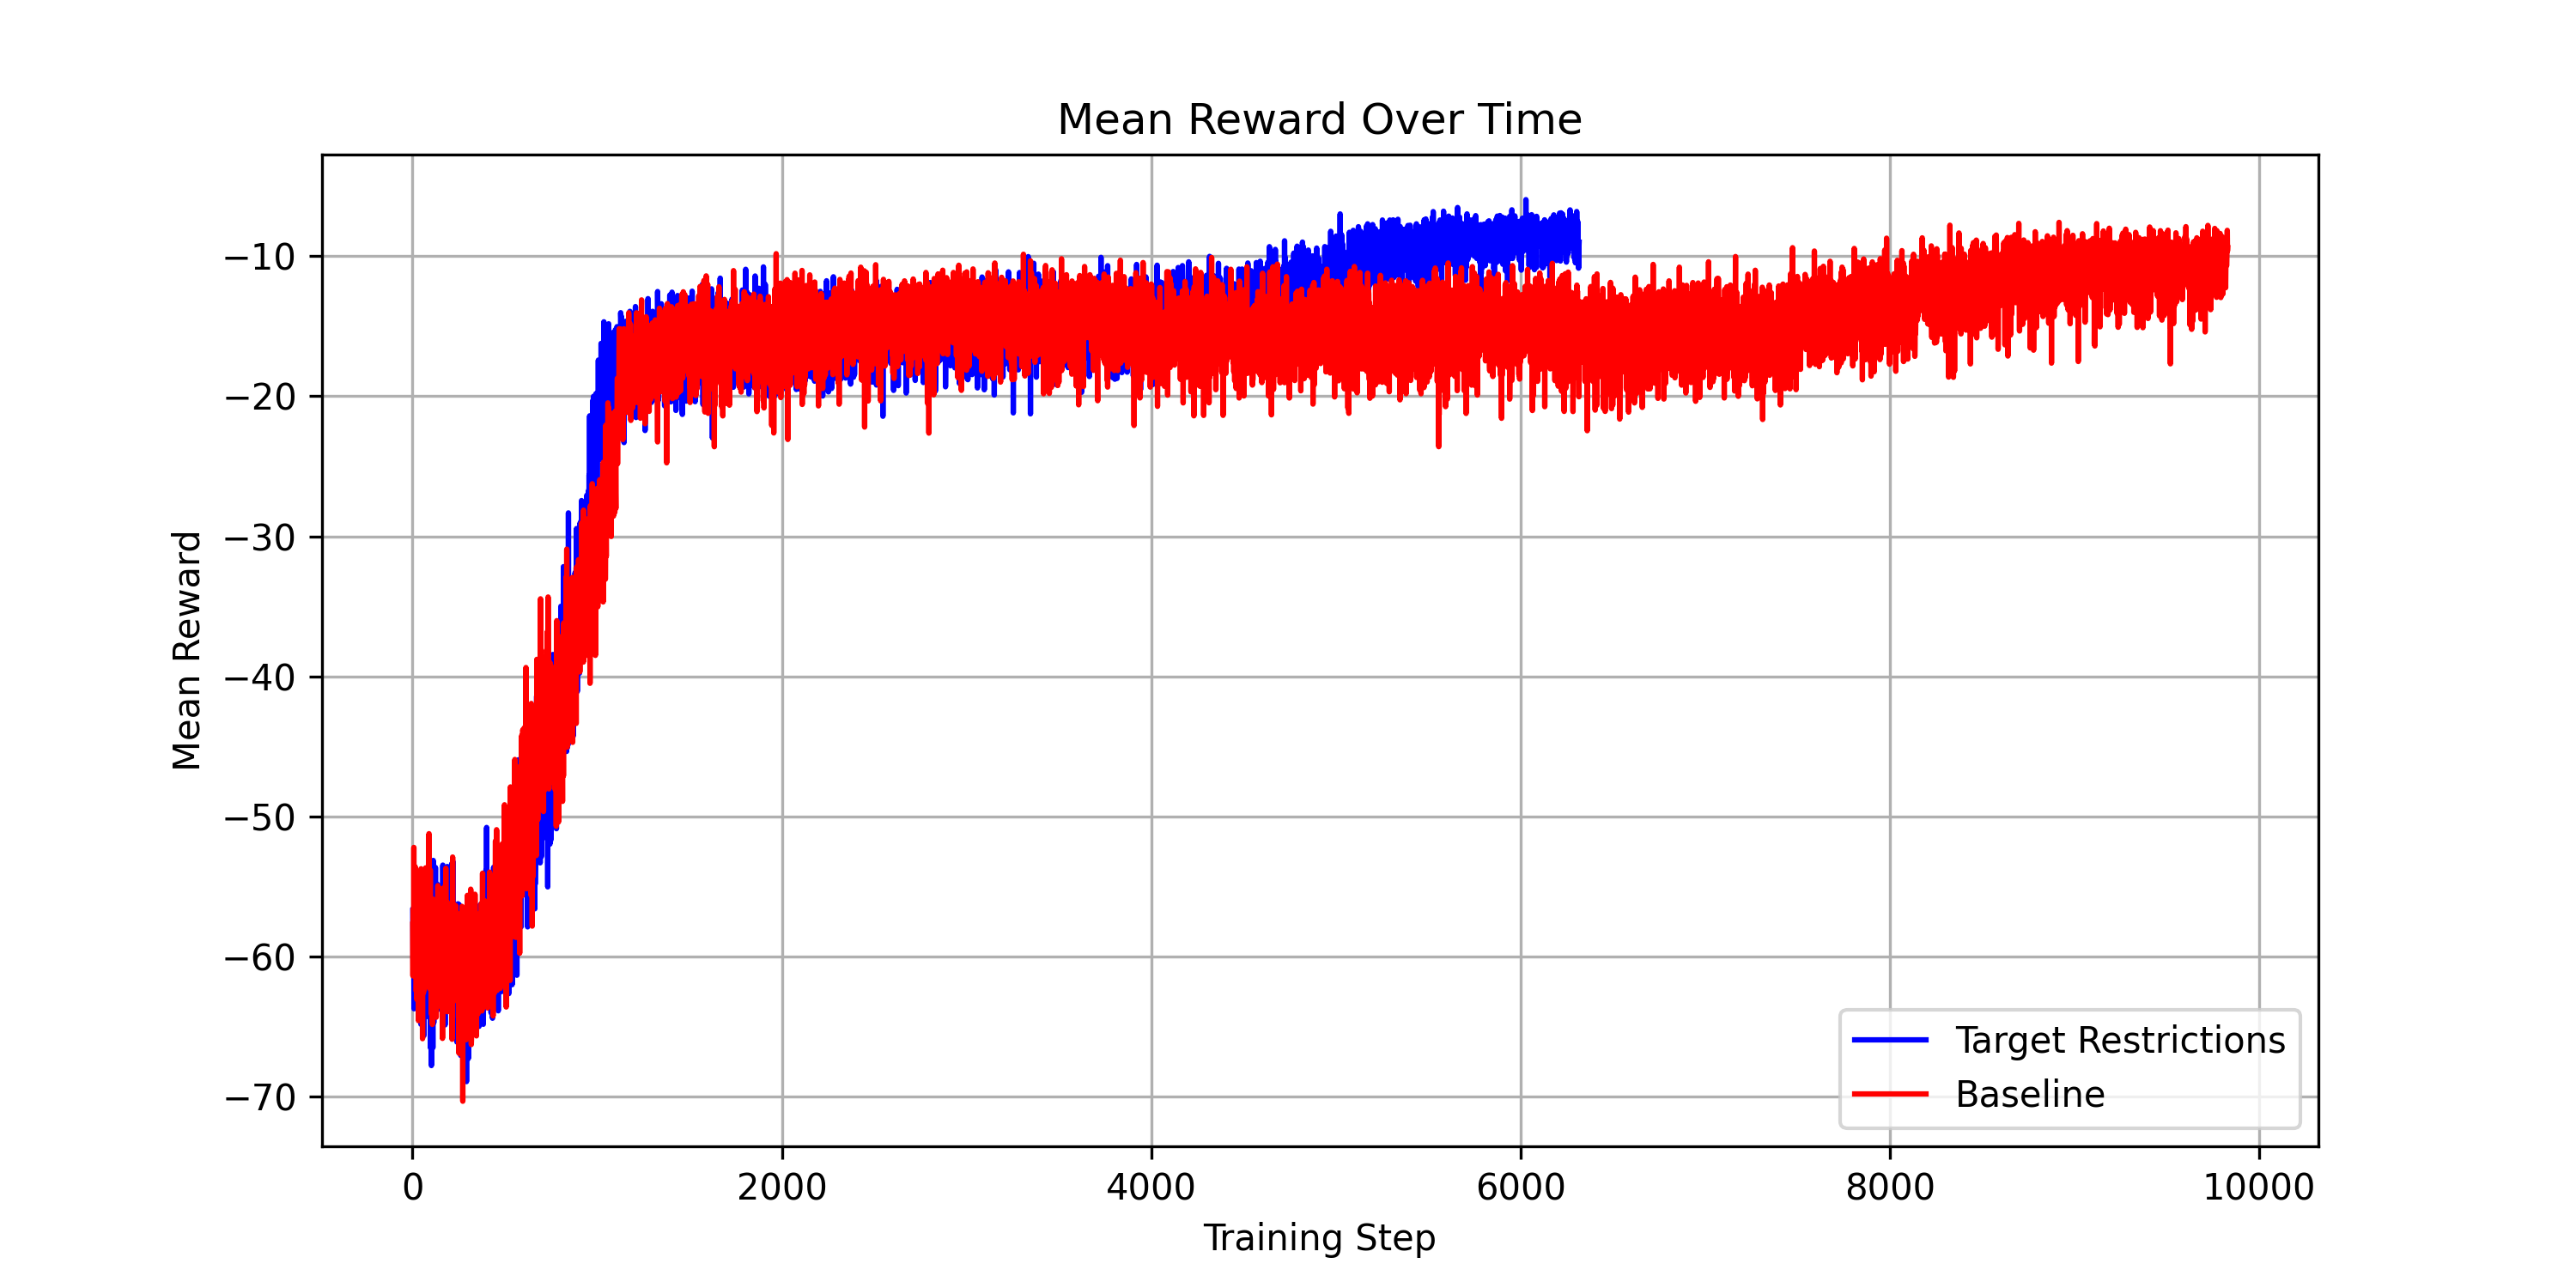 Mean Reward Over Time
Mean Reward
−10
−20
−30
−40
−50
−60
−70
0 2000 4000 6000 8000 10000
Training Step
Target Restrictions
Baseline